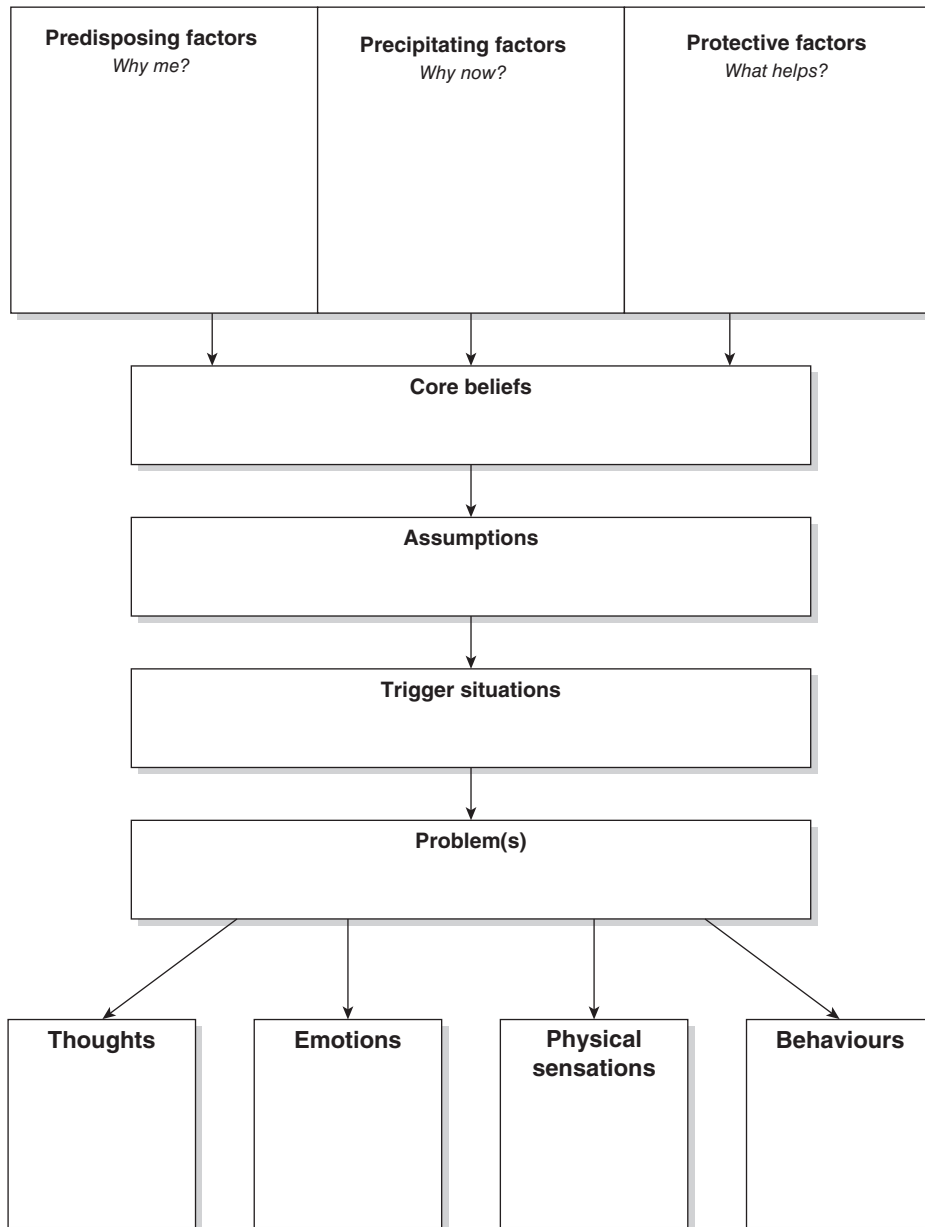 Predisposing factors
Why me?
Precipitating factors
Why now?
Protective factors
What helps?
Core beliefs
Assumptions
Trigger situations
Problem(s)
Thoughts
Emotions
Physical
sensations
Behaviours